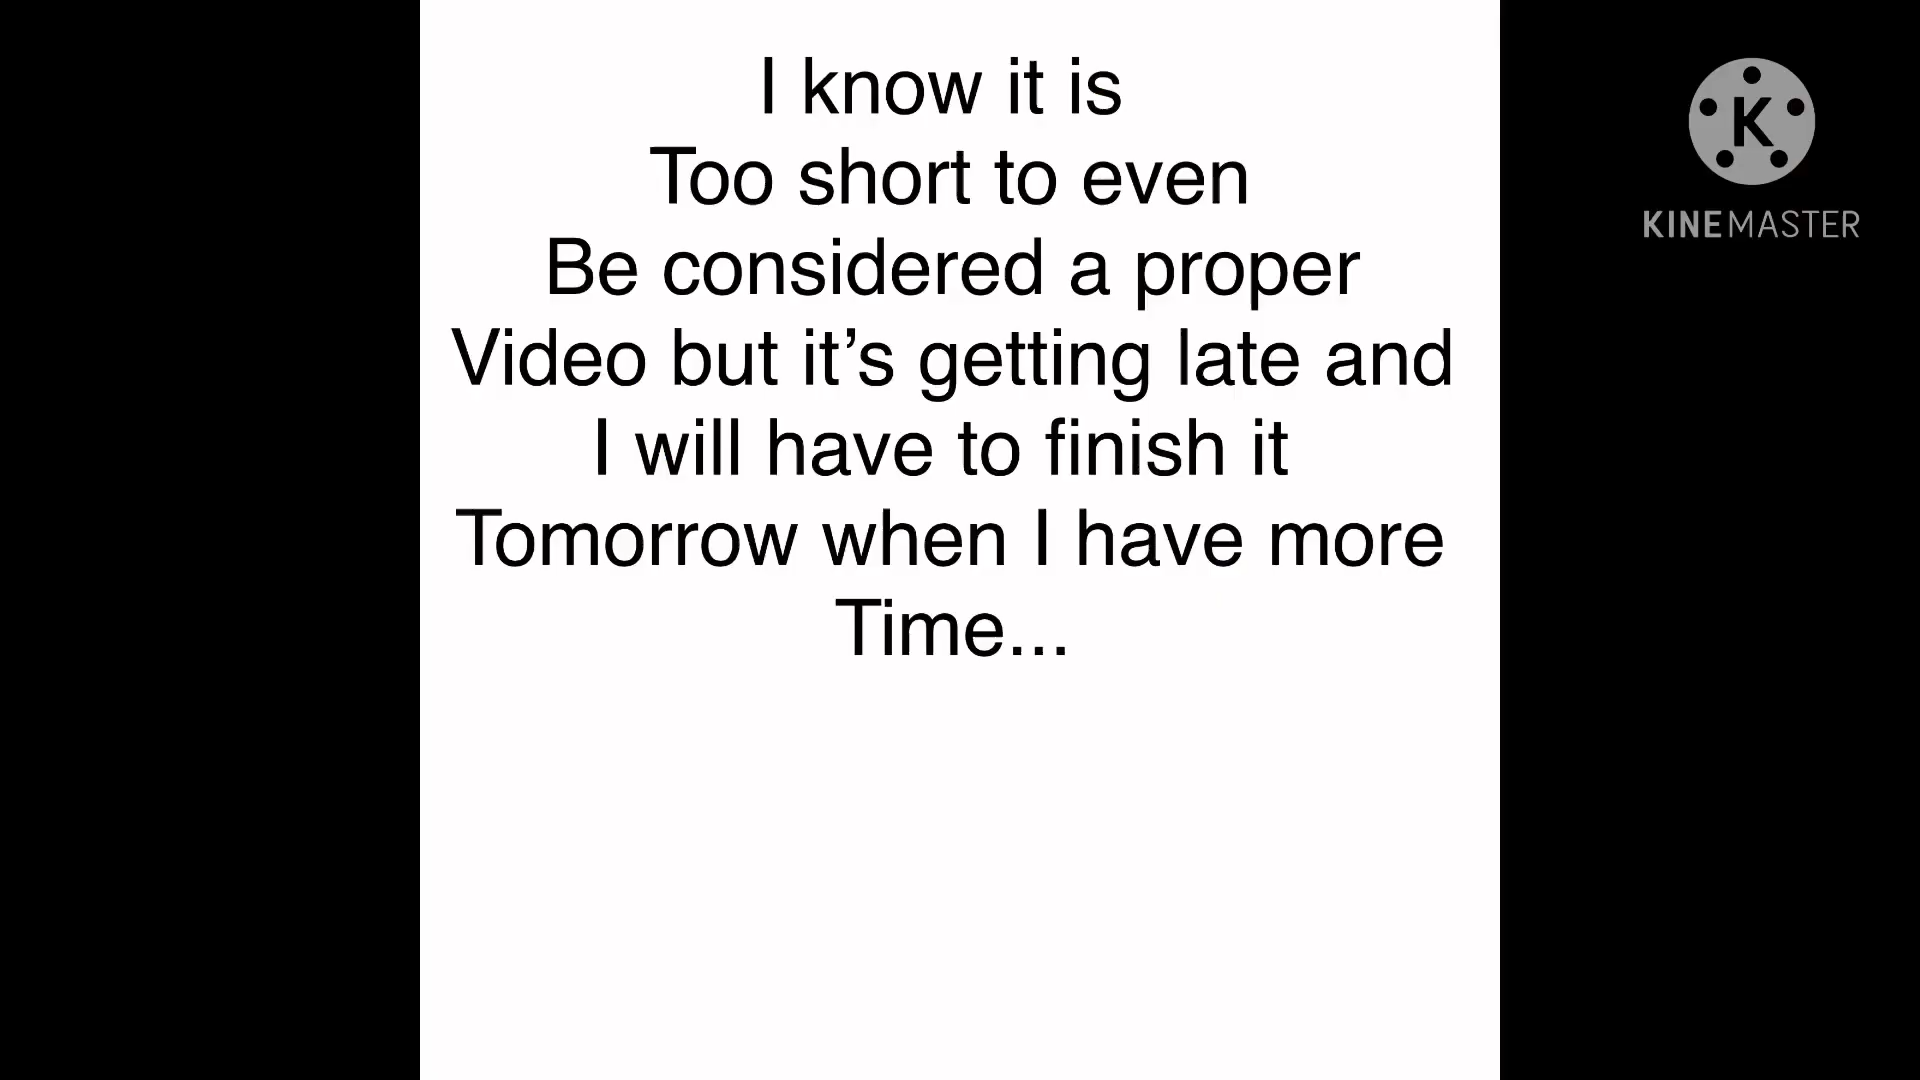 I know it is
Too short to even
Be considered a proper
Video but it’s getting late and
I will have to finish it
Tomorrow when I have more
Time...
K
KINEMASTER